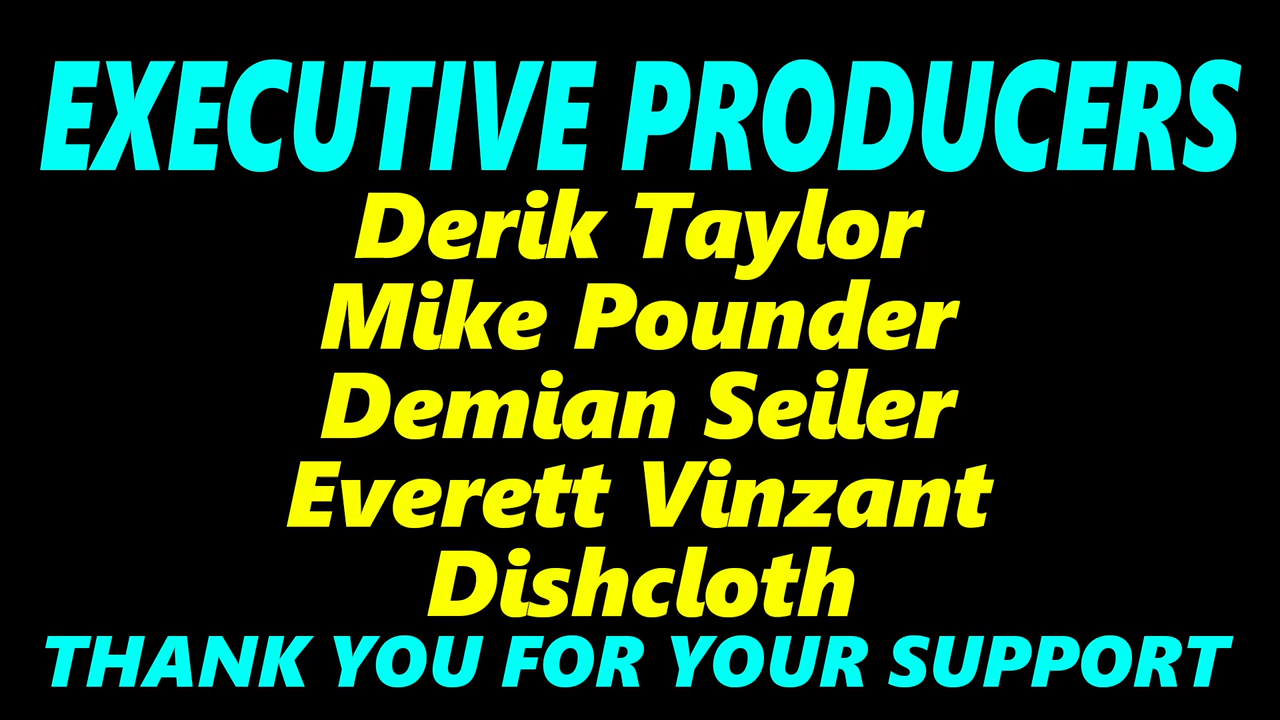 EXECUTIVE PRODUCERS
Derik Taylor
Mike Pounder
Demian Seiler
Everett Vinzant
Dishcloth
THANK YOU FOR YOUR SUPPORT